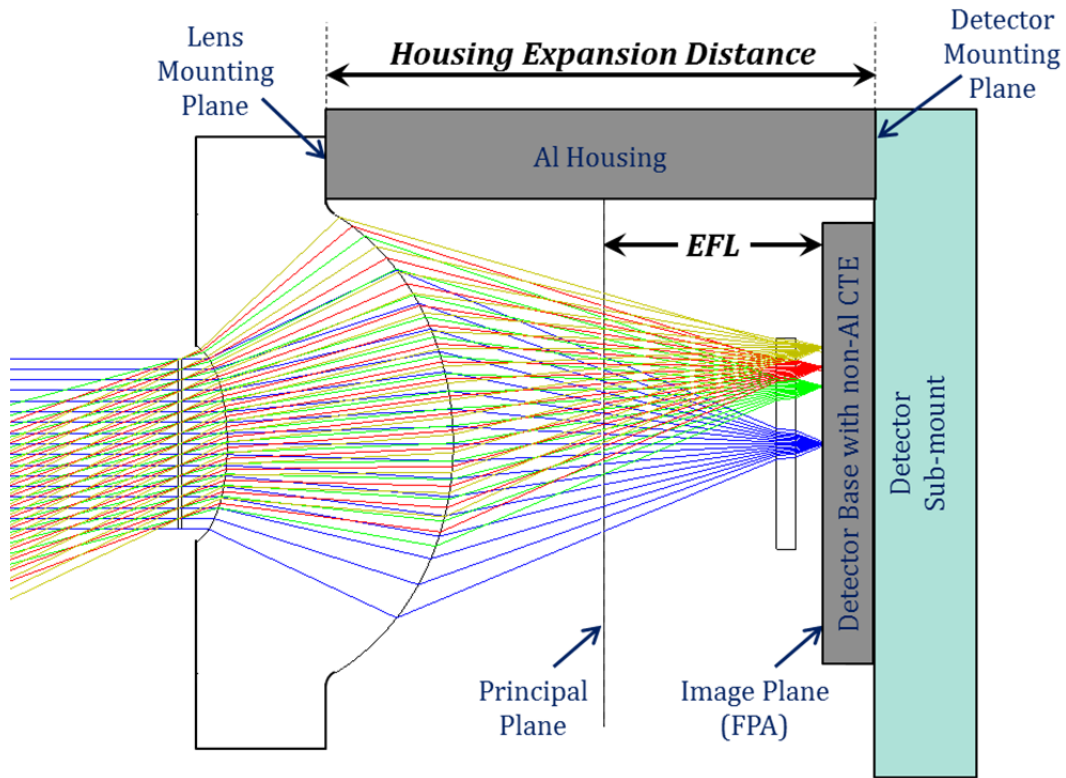 Lens
Mounting
Plane
Housing Expansion Distance
Detector
Mounting
Plane
Al Housing
EFL
Detector Base with non-Al CTE
Detector
Sub-mount
Principal
Plane
Image Plane
(FPA)